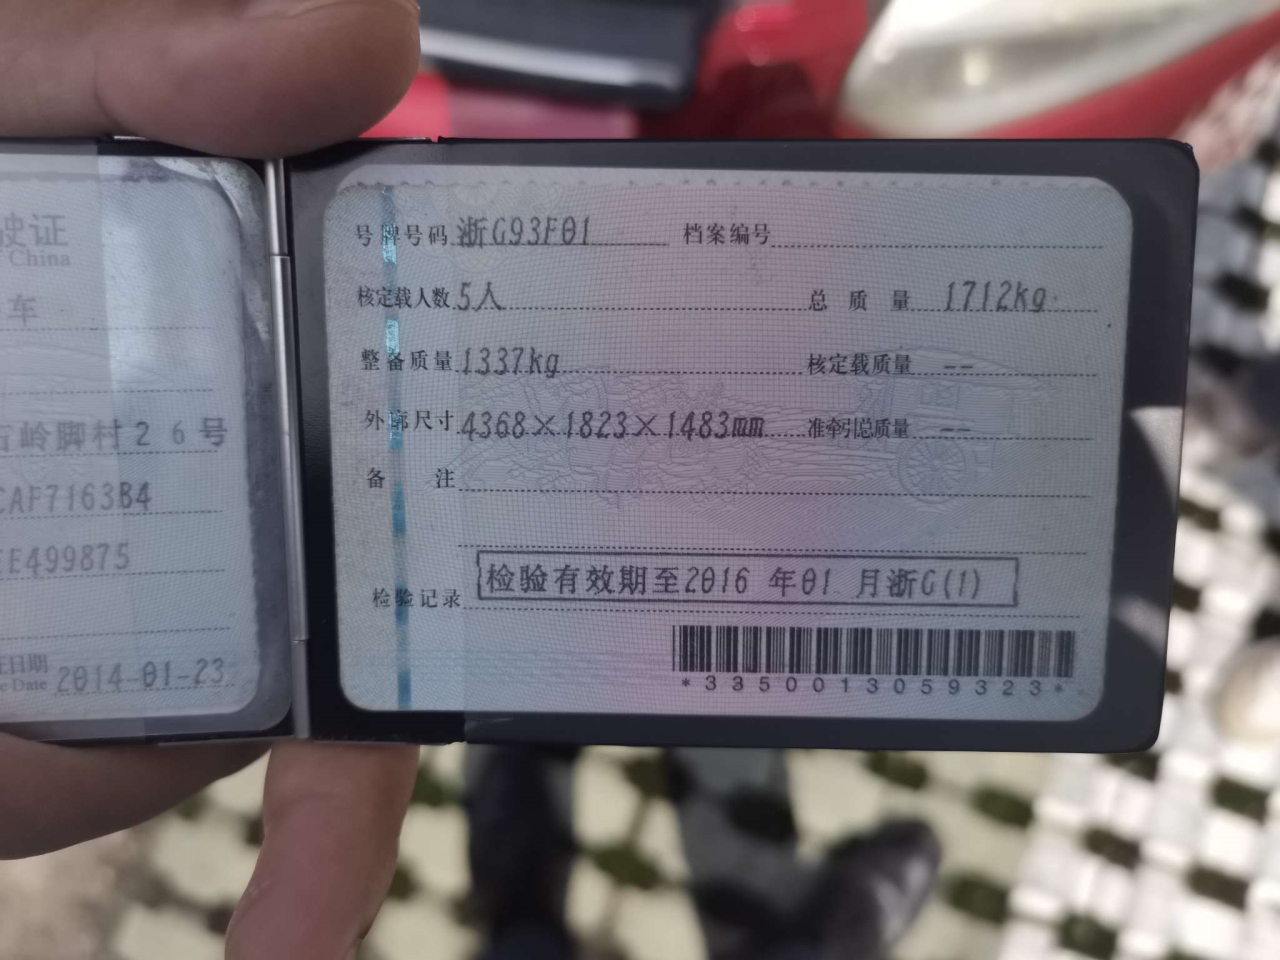 驶证
China
车
石岭脚村26号
CAF7163B4
EE499875
证日期 2014-01-23
e Date
号牌号码 浙G93F01 档案编号
核定载人数 5人 总质量 1712kg
整备质量 1337kg 核定载质量 --
外廓尺寸 4368×1823×1483mm 准牵引总质量 --
备注
检验记录 检验有效期至2016年01月浙G(1)
*3350013059323*